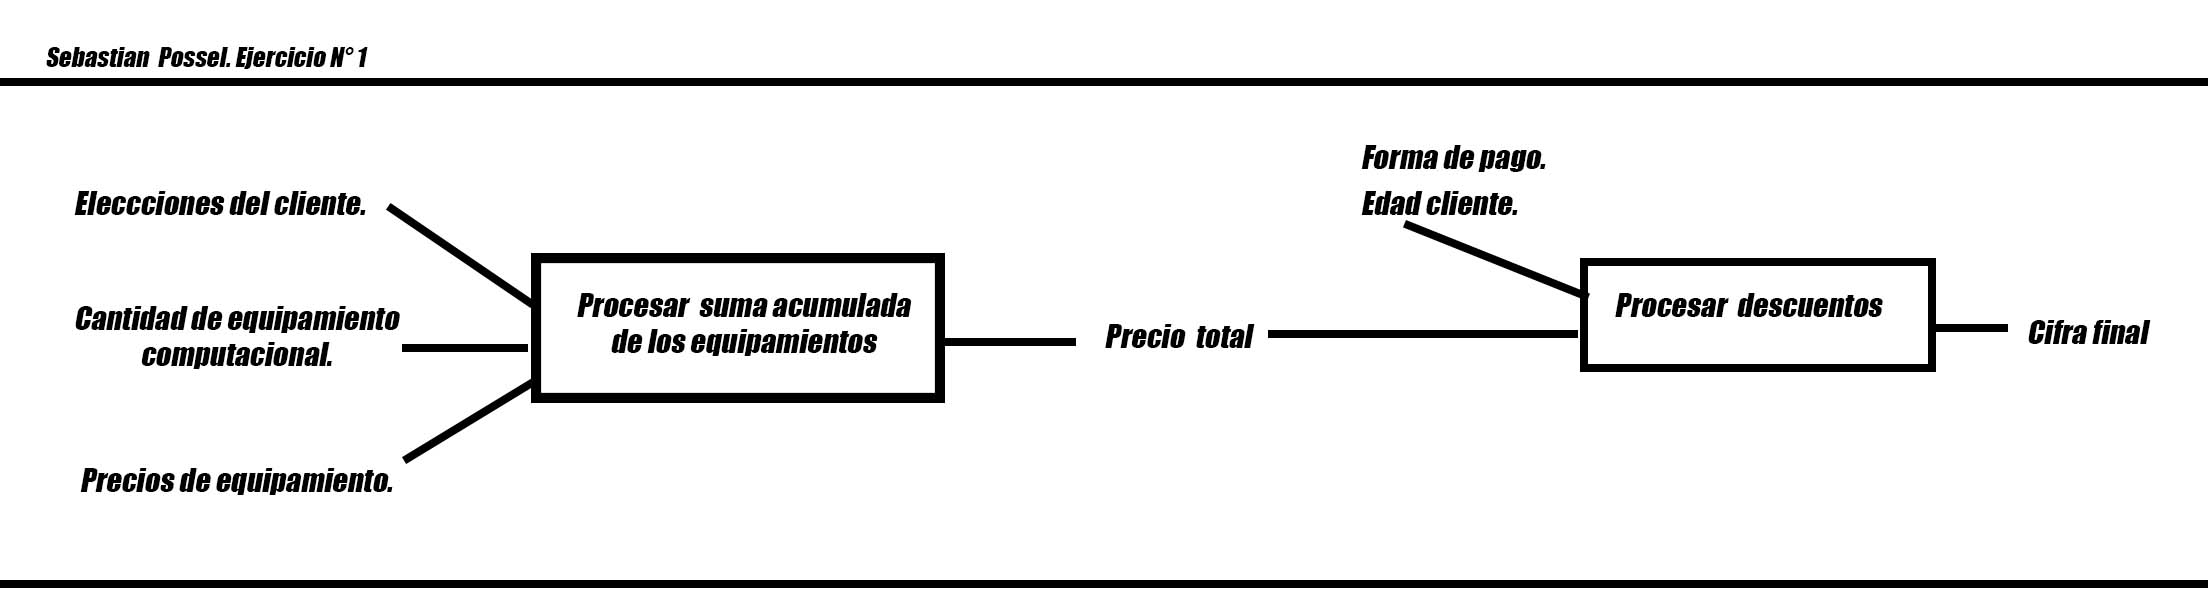 Sebastian Possel. Ejercicio N° 1
Eleccciones del cliente.
Cantidad de equipamiento
computacional.
Precios de equipamiento.
Procesar suma acumulada
de los equipamientos
Precio total
Forma de pago.
Edad cliente.
Procesar descuentos
Cifra final